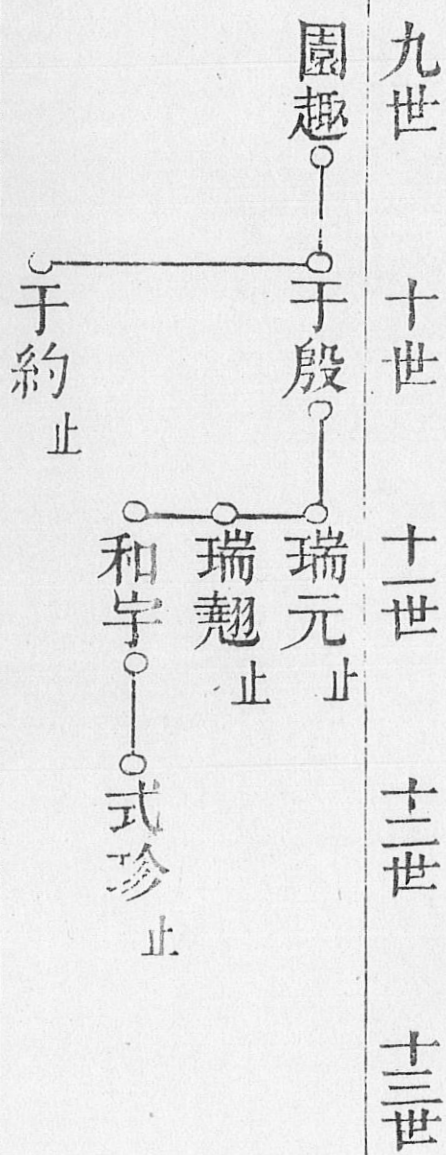 九世
十世
十一世
十二世
十三世
園趣
于殷
瑞元
止
瑞翹
止
和宇
式珍
止
于約
止